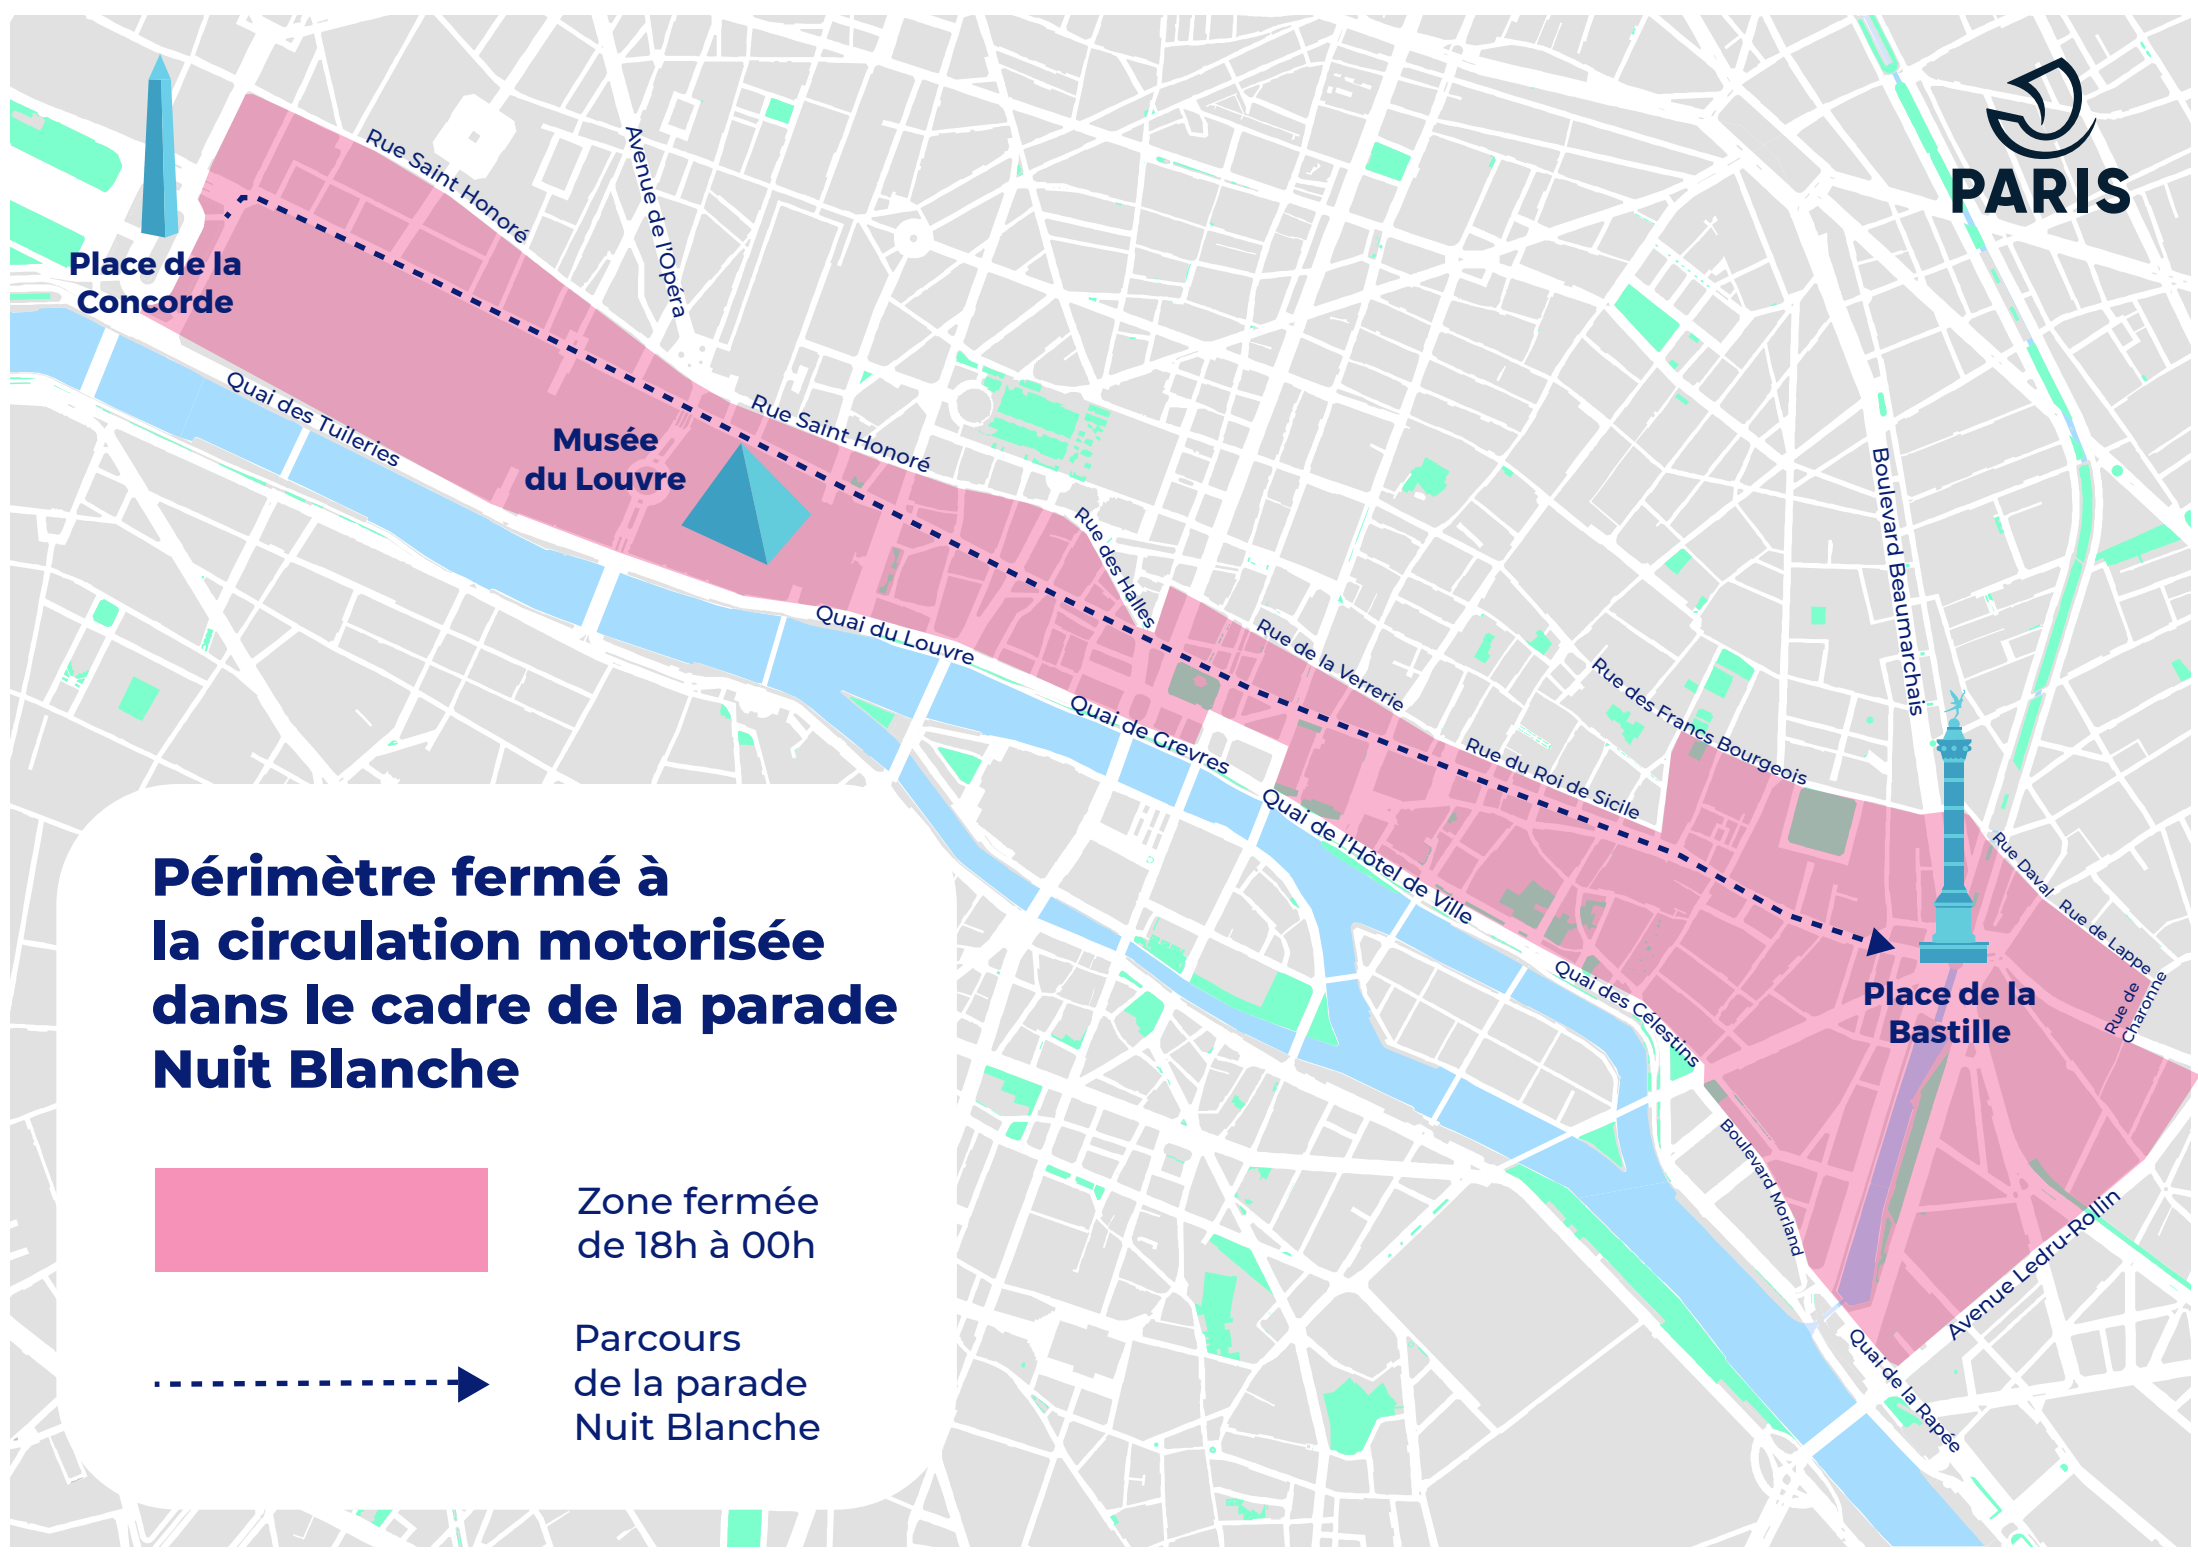 PARIS
Rue Saint Honoré
Avenue de l'Opéra
Place de la
Concorde
Quai des Tuileries
Musée
du Louvre
Rue Saint Honoré
Rue des Halles
Quai du Louvre
Rue de la Verrerie
Quai de Grevres
Rue des Francs Bourgeois
Rue du Roi de Sicile
Boulevard Beaumarchais
Quai de l'Hôtel de Ville
Rue Daval
Rue de Lappe
Rue de
Charonne
Quai des Célestins
Place de la
Bastille
Boulevard Morland
Avenue Ledru-Rollin
Quai de la Rapée
Périmètre fermé à
la circulation motorisée
dans le cadre de la parade
Nuit Blanche
Zone fermée
de 18h à 00h
Parcours
de la parade
Nuit Blanche